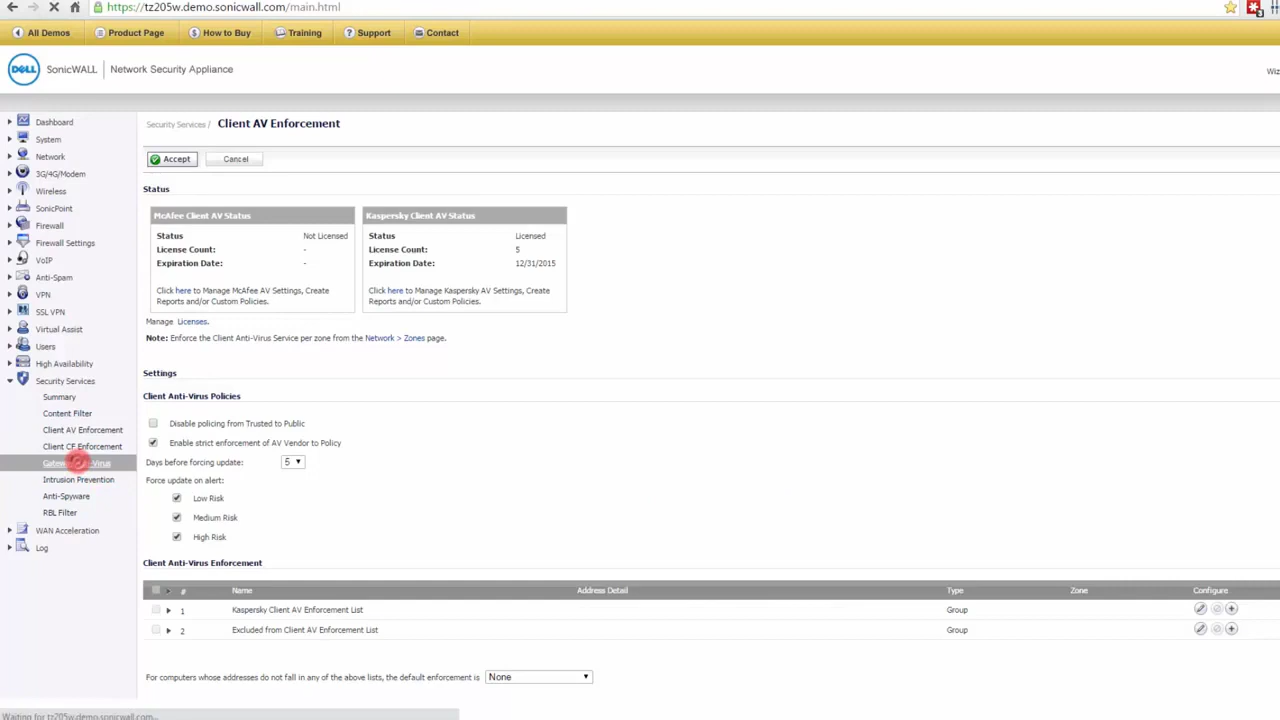 https://tz205w.demo.sonicwall.com/main.html
All Demos Product Page How to Buy Training Support Contact
DELL SonicWALL Network Security Appliance
Wiz
Dashboard
System
Network
3G/4G/Modem
Wireless
SonicPoint
Firewall
Firewall Settings
VoIP
Anti-Spam
VPN
SSL VPN
Virtual Assist
Users
High Availability
Security Services
Summary
Content Filter
Client AV Enforcement
Client CF Enforcement
Intrusion Prevention
Anti-Spyware
RBL Filter
WAN Acceleration
Log
Security Services / Client AV Enforcement
Accept Cancel
Status
McAfee Client AV Status
Status Not Licensed
License Count: -
Expiration Date: -
Click here to Manage McAfee AV Settings, Create
Reports and/or Custom Policies.
Kaspersky Client AV Status
Status Licensed
License Count: 5
Expiration Date: 12/31/2015
Click here to Manage Kaspersky AV Settings, Create
Reports and/or Custom Policies.
Manage Licenses.
Note: Enforce the Client Anti-Virus Service per zone from the Network > Zones page.
Settings
Client Anti-Virus Policies
Disable policing from Trusted to Public
Enable strict enforcement of AV Vendor to Policy
Days before forcing update: 5
Force update on alert:
Low Risk
Medium Risk
High Risk
Client Anti-Virus Enforcement
# Name Address Detail Type Zone Configure
1 Kaspersky Client AV Enforcement List Group
2 Excluded from Client AV Enforcement List Group
For computers whose addresses do not fall in any of the above lists, the default enforcement is None
Waiting for tz205w.demo.sonicwall.com...